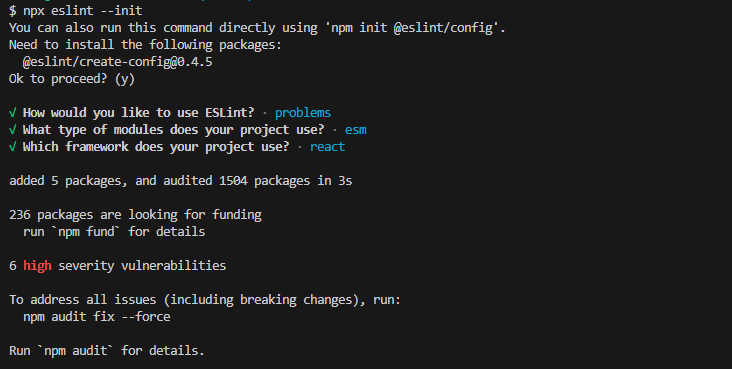 $ npx eslint --init
You can also run this command directly using 'npm init @eslint/config'.
Need to install the following packages:
  @eslint/create-config@0.4.5
Ok to proceed? (y)
√ How would you like to use ESLint? · problems
√ What type of modules does your project use? · esm
√ Which framework does your project use? · react
added 5 packages, and audited 1504 packages in 3s
236 packages are looking for funding
  run `npm fund` for details
6 high severity vulnerabilities
To address all issues (including breaking changes), run:
  npm audit fix --force
Run `npm audit` for details.